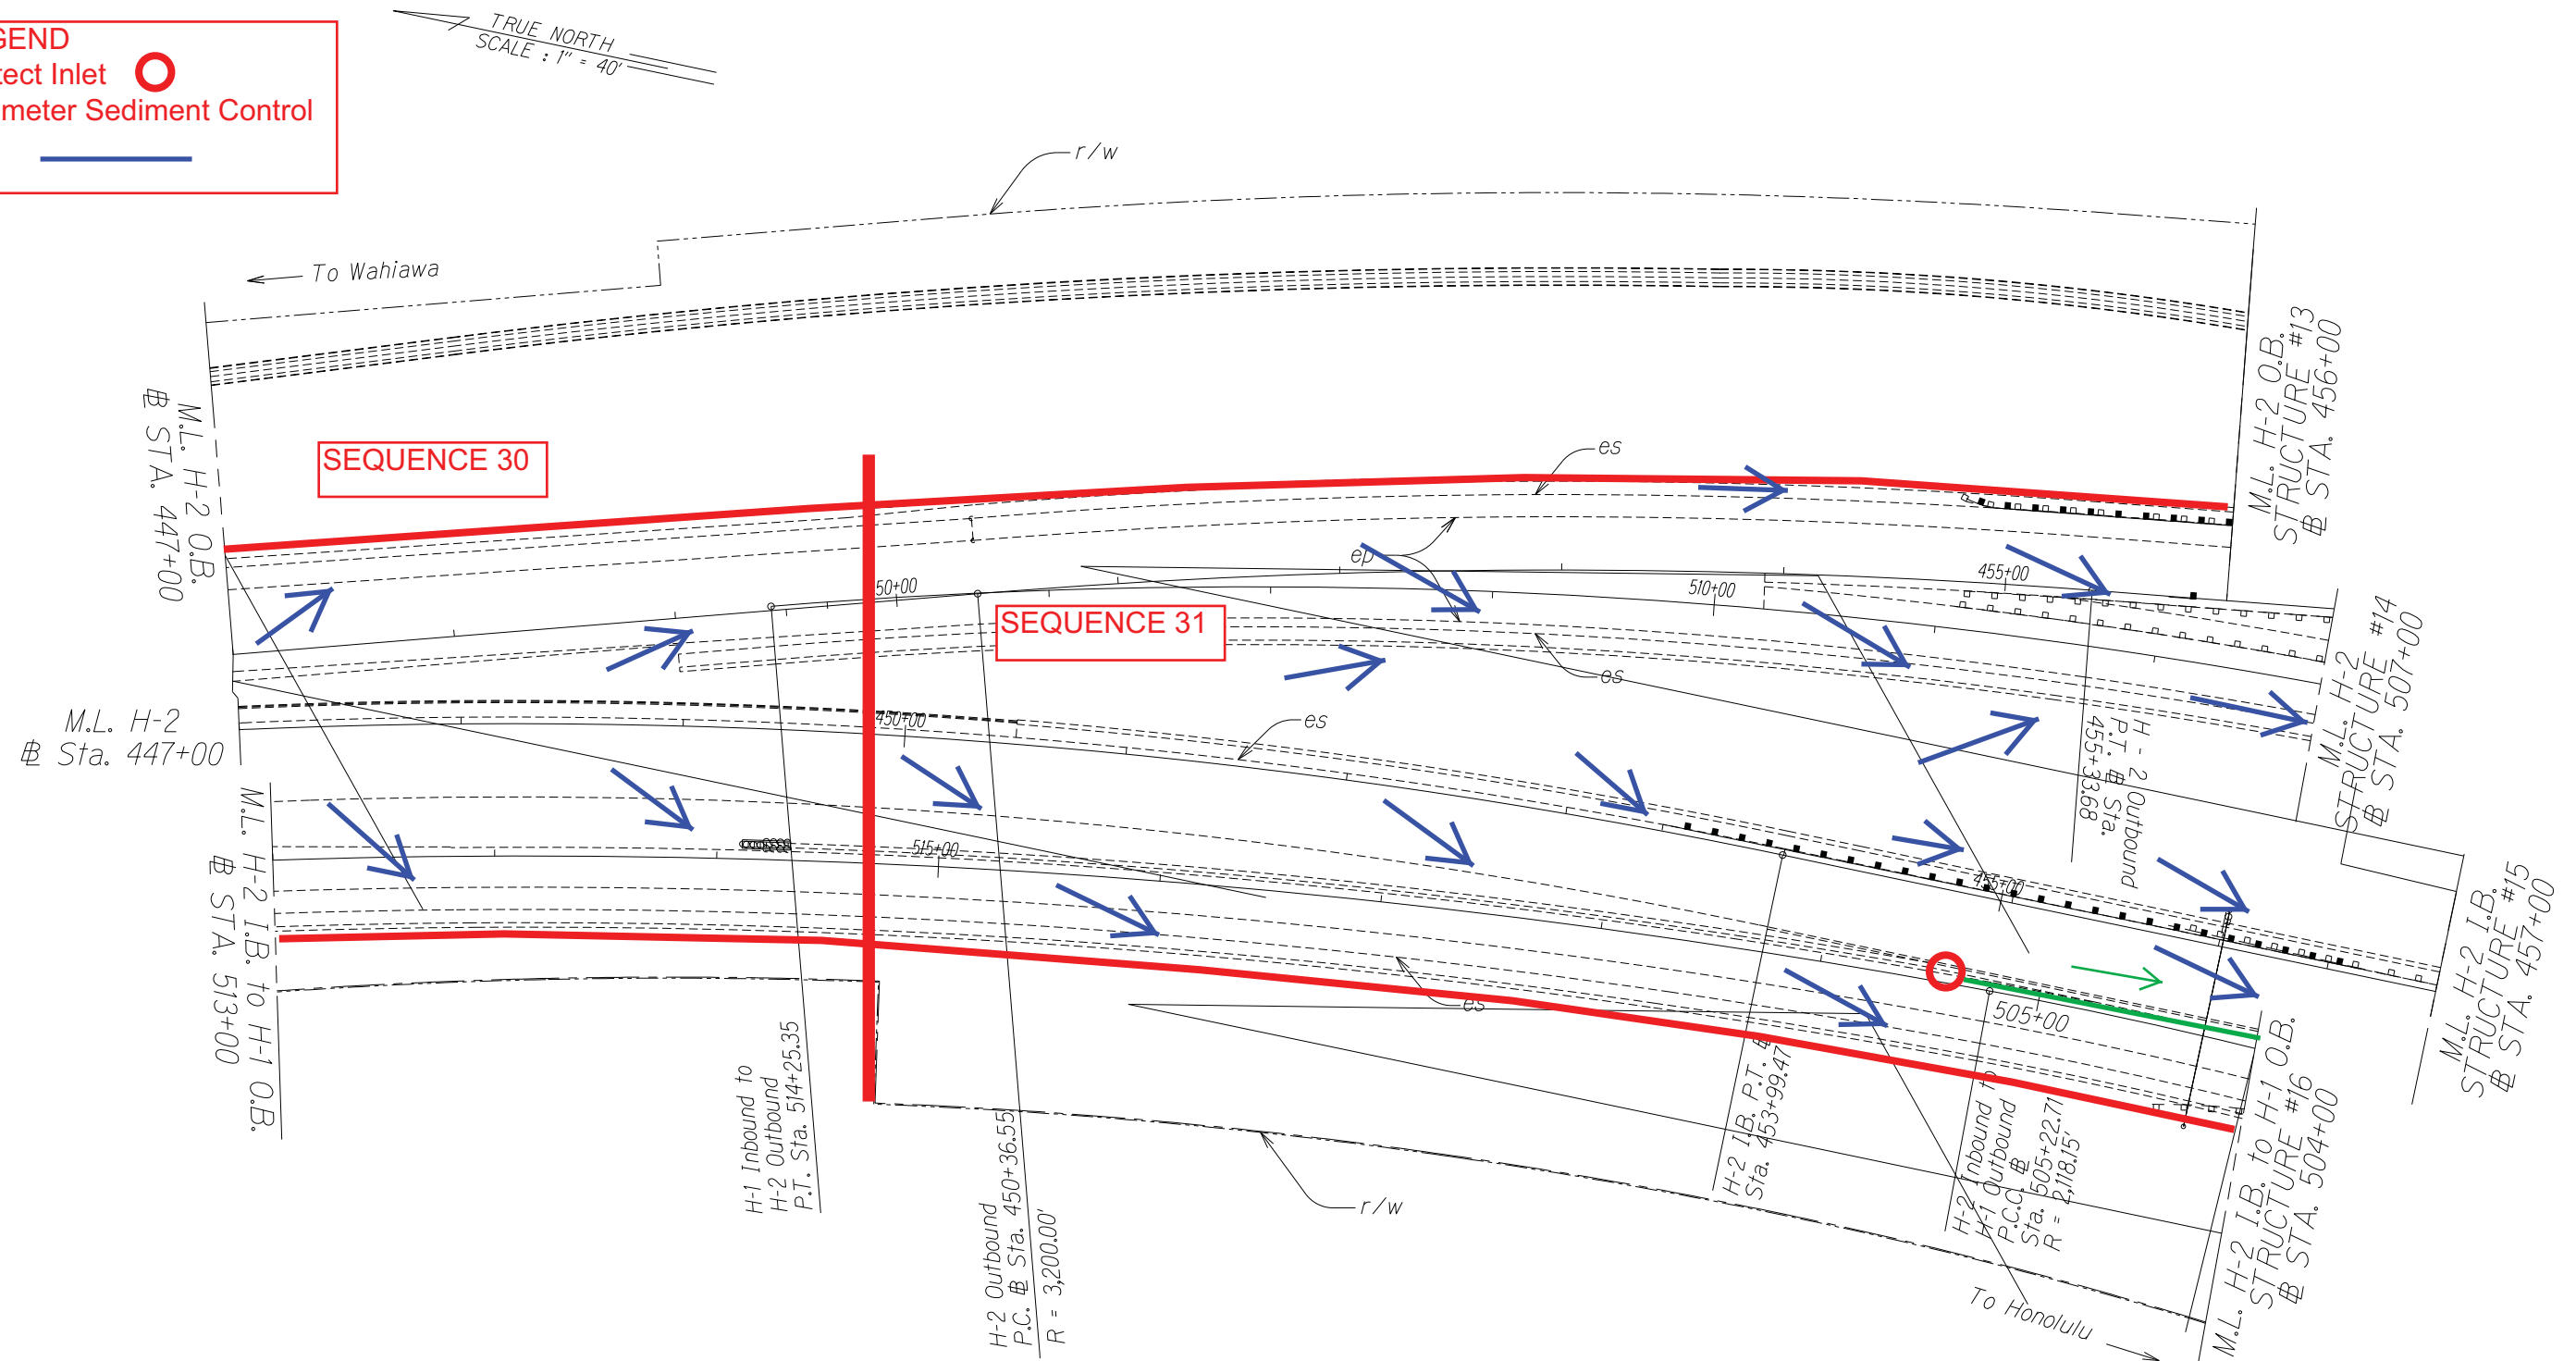 GEND
tect Inlet
meter Sediment Control
TRUE NORTH
SCALE : 1" = 40'
r/w
To Wahiawa
M.L. H-2 O.B.
STRUCTURE #13
B STA. 456+00
M.L. H-2 O.B.
B STA. 447+00
SEQUENCE 30
es
ep
50+00
510+00
455+00
SEQUENCE 31
es
M.L. H-2
STRUCTURE #14
B STA. 507+00
M.L. H-2
B Sta. 447+00
450+00
es
H - 2 Outbound
P.T. B Sta.
455+33.68
M.L. H-2 I.B. to H-1 O.B.
B STA. 513+00
515+00
455+00
M.L. H-2 I.B.
STRUCTURE #15
B STA. 457+00
es
505+00
H-1 Inbound to
H-2 Outbound
P.T. Sta. 514+25.35
H-2 Outbound
P.C. B Sta. 450+36.55
R = 3,200.00'
H-2 I.B. P.T. B
Sta. 453+99.47
H-2 Inbound to
H-1 Outbound
P.C.C. B
Sta. 505+22.71
R = 2,118.15'
r/w
M.L. H-2 I.B. to H-1 O.B.
STRUCTURE #16
B STA. 504+00
To Honolulu